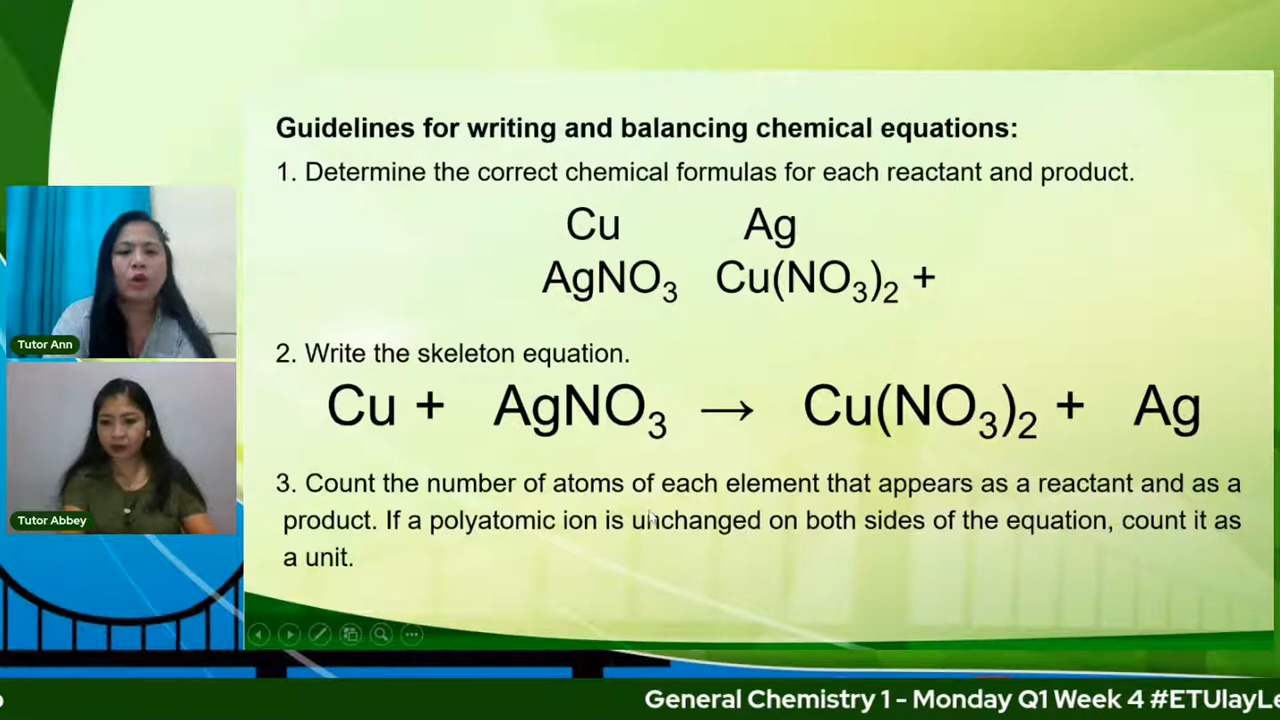 Guidelines for writing and balancing chemical equations:
1. Determine the correct chemical formulas for each reactant and product.
Cu Ag
AgNO₃ Cu(NO₃)₂ +
2. Write the skeleton equation.
Cu + AgNO₃ → Cu(NO₃)₂ + Ag
3. Count the number of atoms of each element that appears as a reactant and as a
product. If a polyatomic ion is unchanged on both sides of the equation, count it as
a unit.
Tutor Ann
Tutor Abbey
General Chemistry 1 - Monday Q1 Week 4 #ETUlayLe